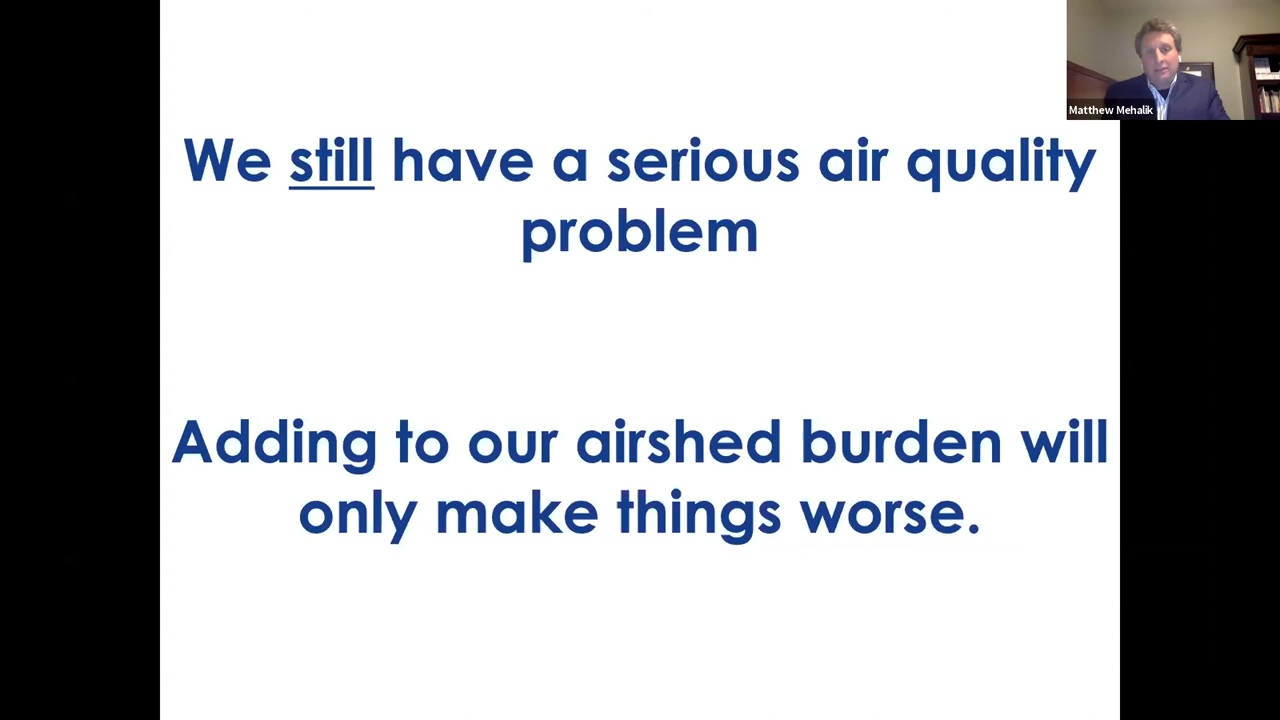 Matthew Mehalik
We still have a serious air quality
problem
Adding to our airshed burden will
only make things worse.